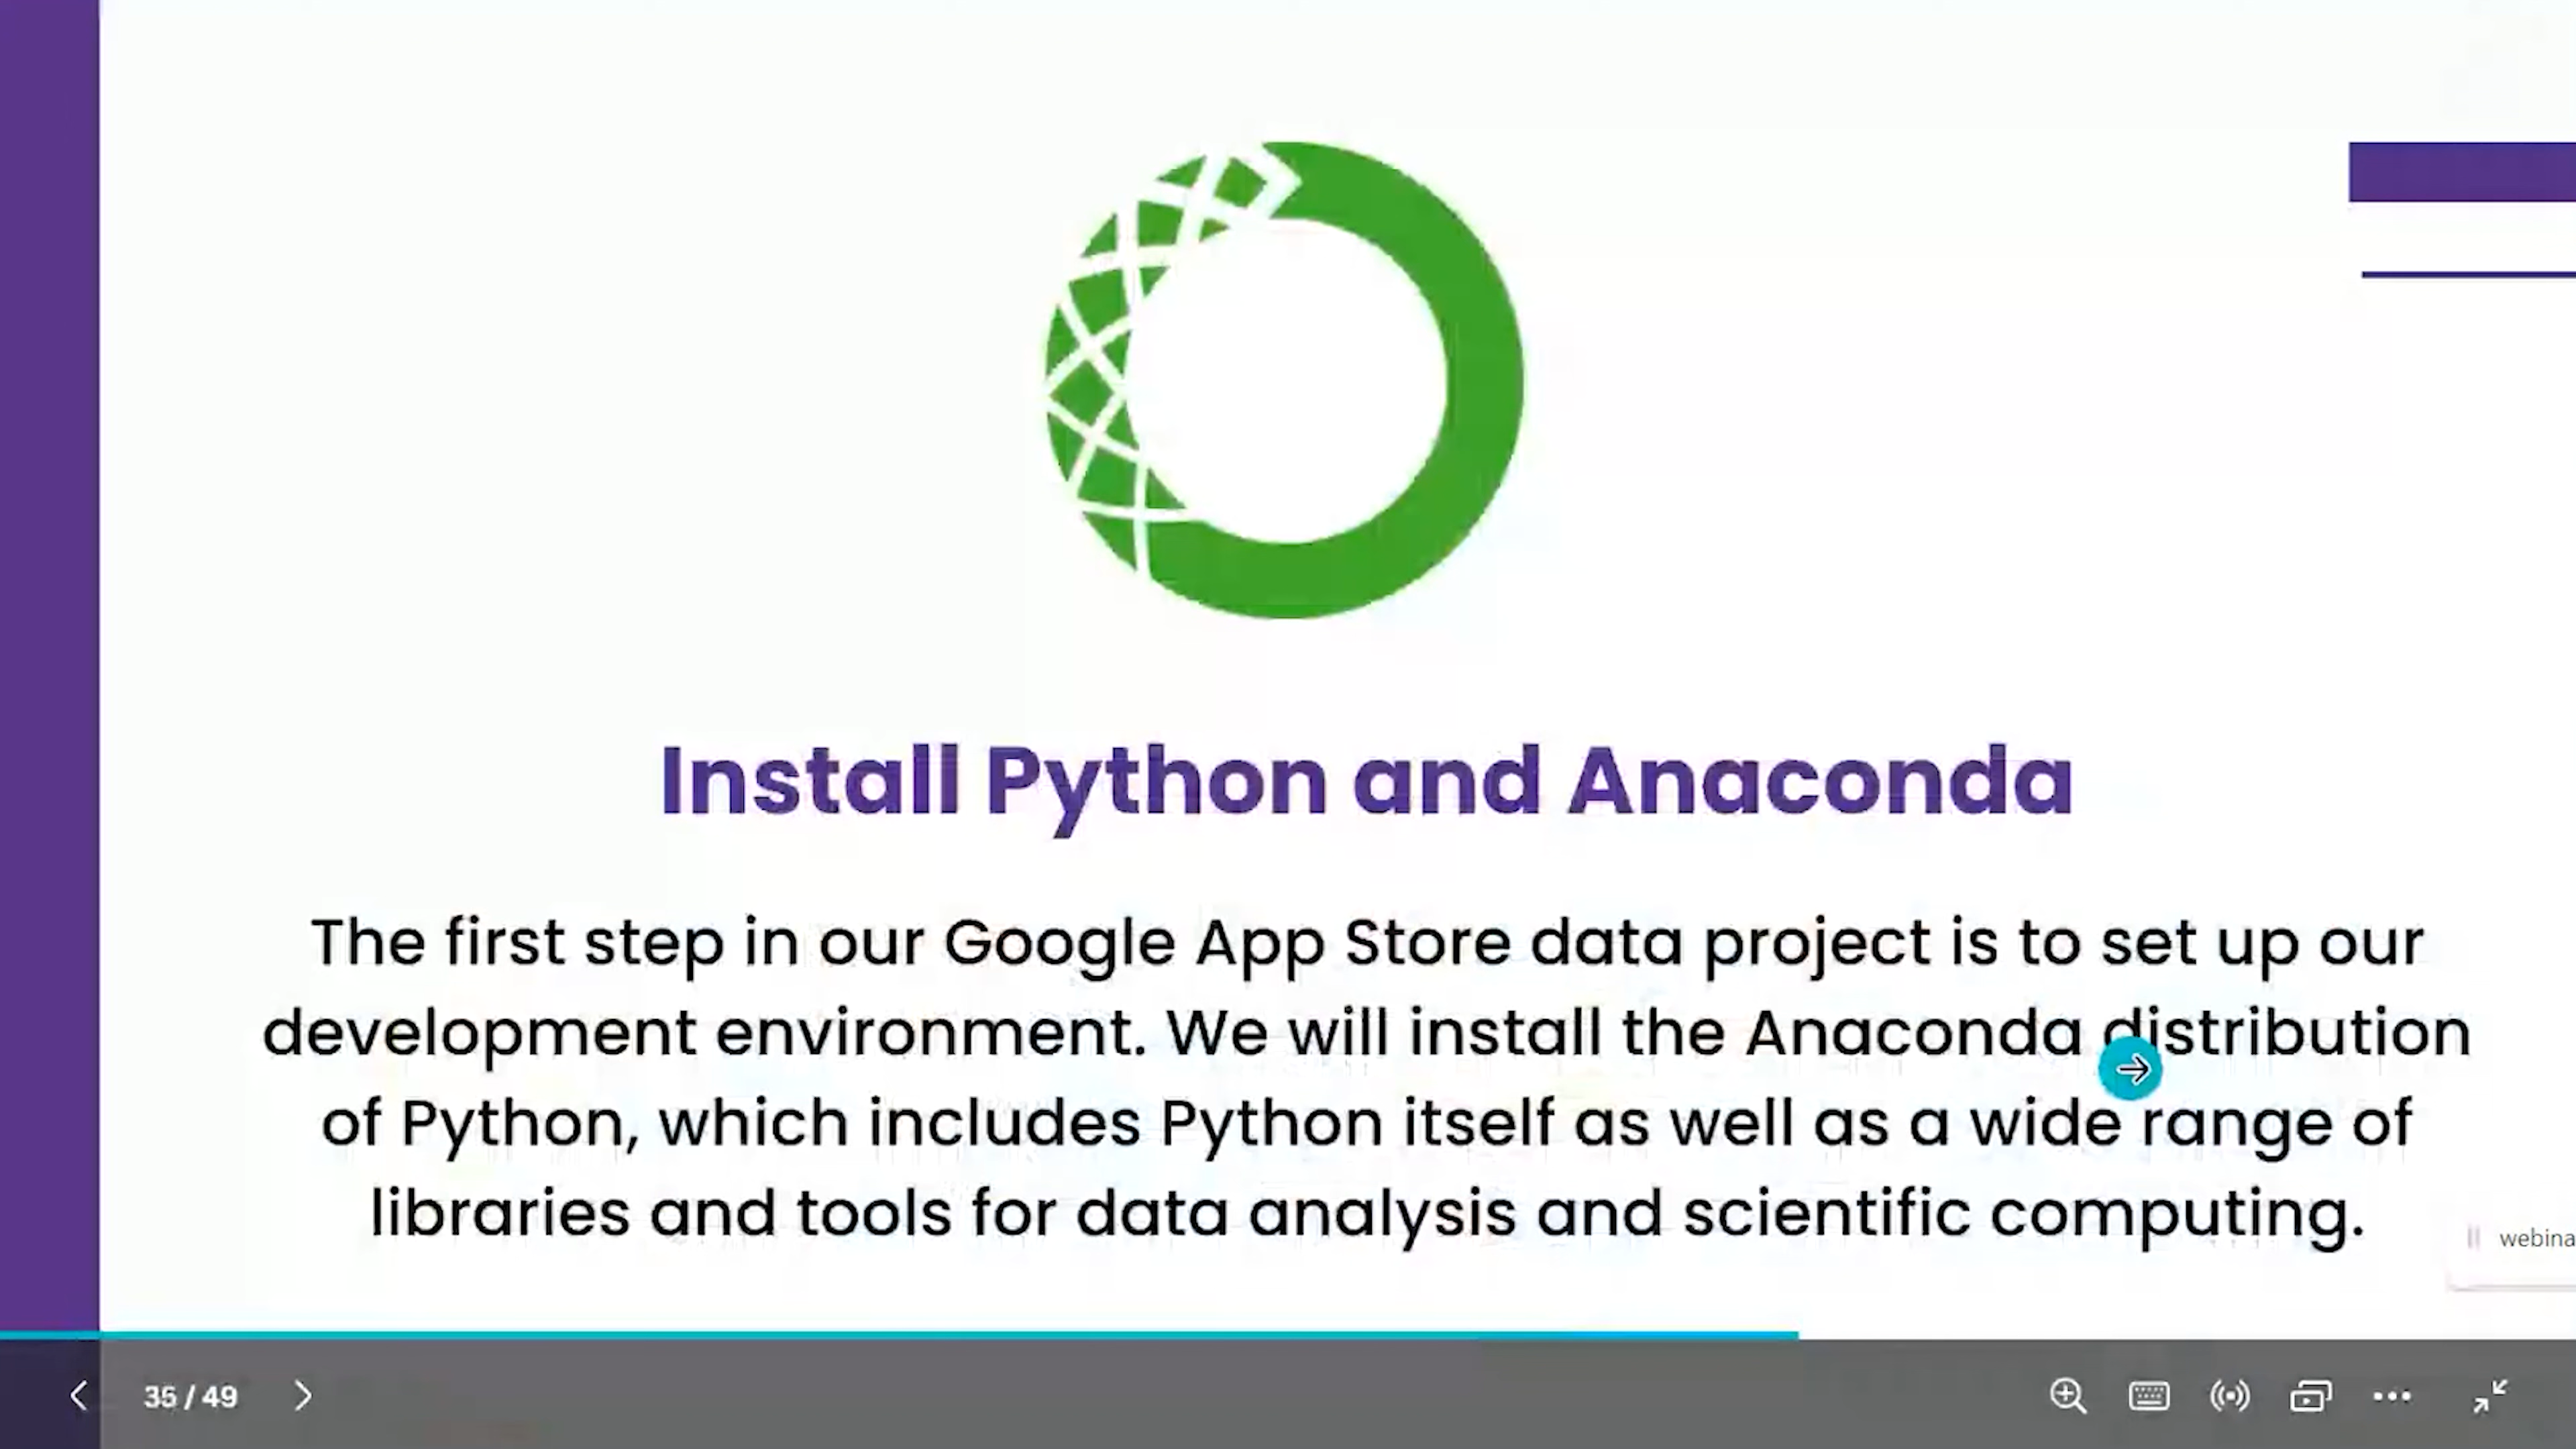 Install Python and Anaconda
The first step in our Google App Store data project is to set up our
development environment. We will install the Anaconda distribution
of Python, which includes Python itself as well as a wide range of
libraries and tools for data analysis and scientific computing.
webina
35 / 49